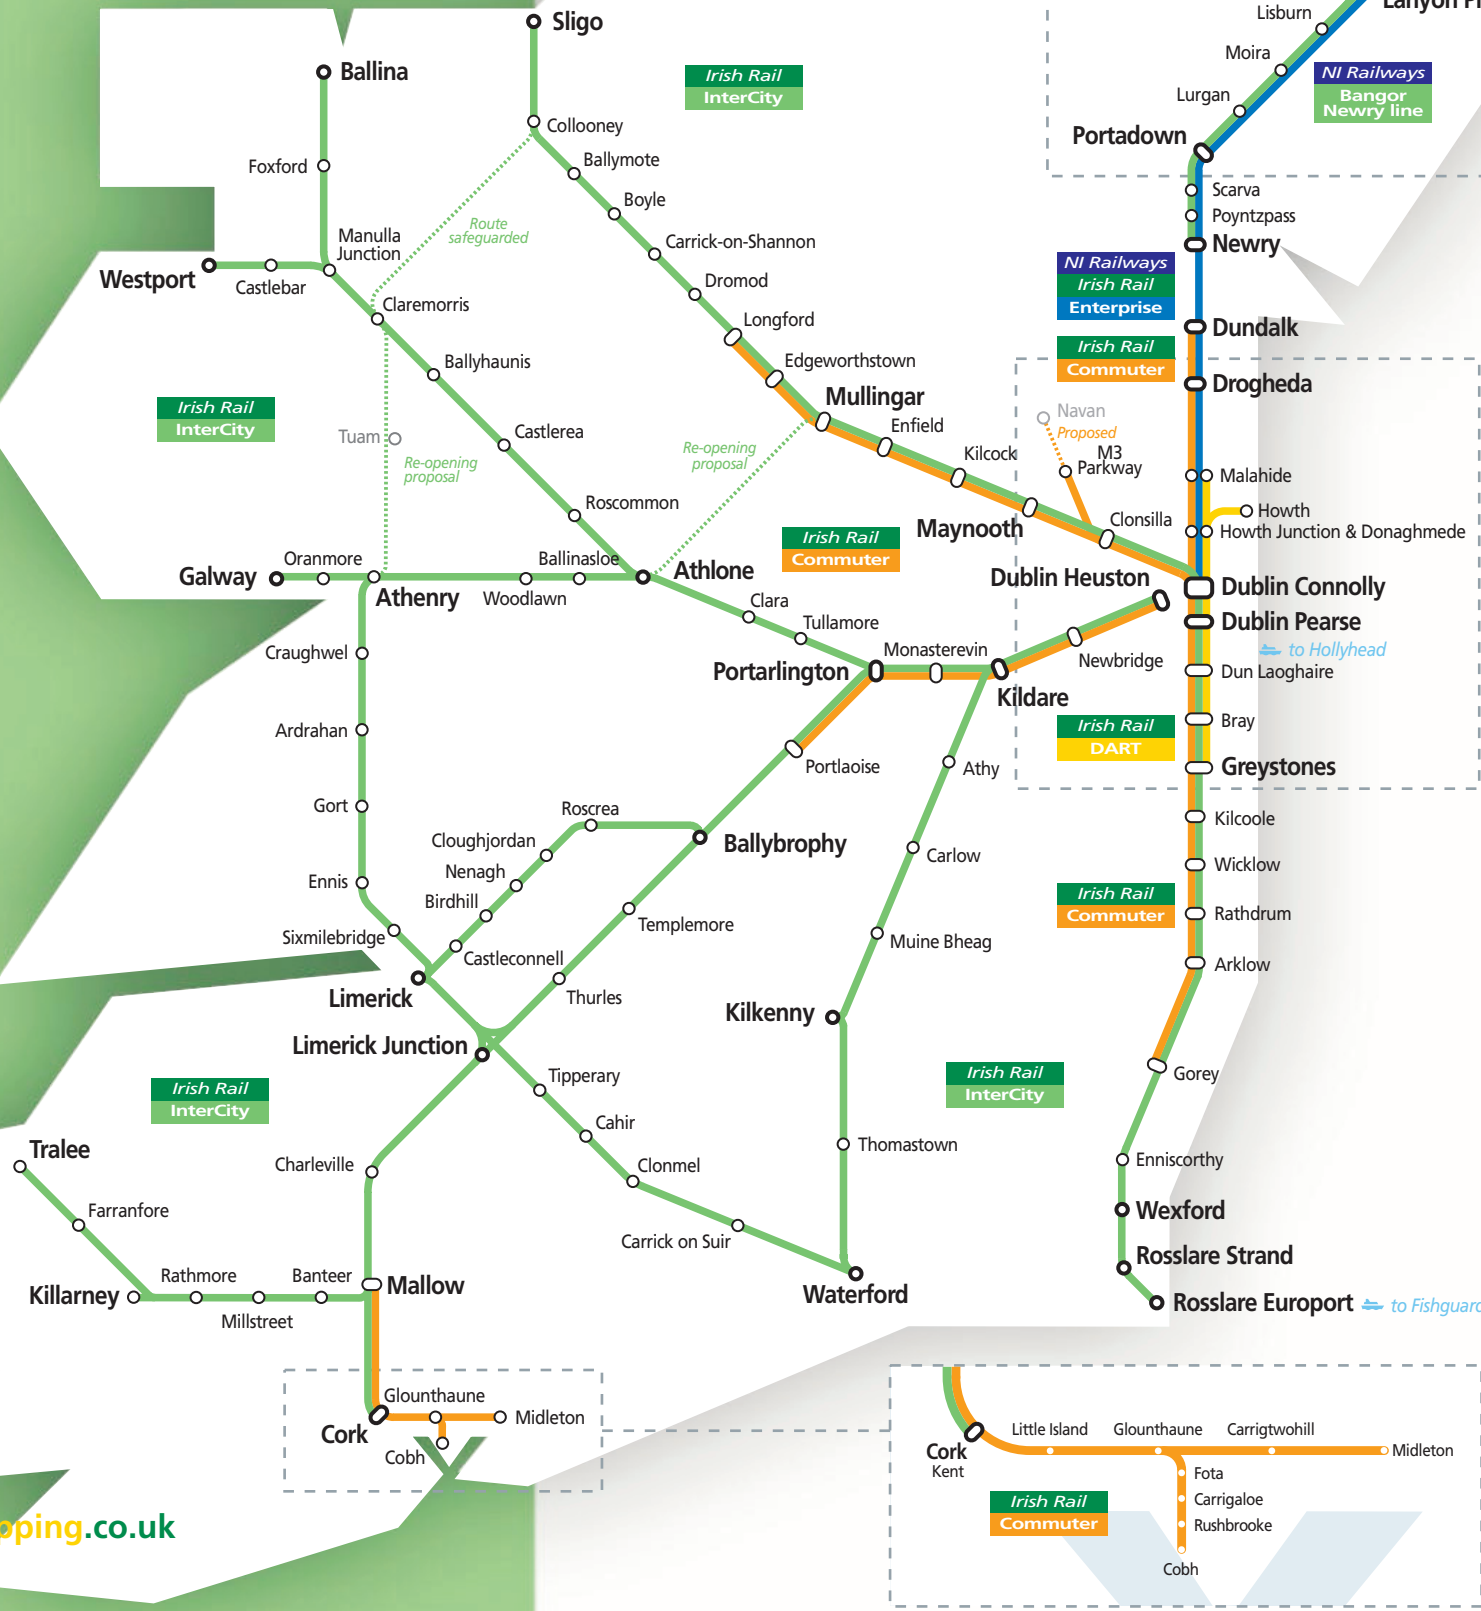 Sligo
Ballina
Irish Rail
InterCity
Lisburn
Moira
NI Railways
Bangor
Newry line
Lurgan
Portadown
Collooney
Ballymote
Foxford
Boyle
Scarva
Poyntzpass
Route
safeguarded
Manulla
Junction
Carrick-on-Shannon
Newry
NI Railways
Irish Rail
Enterprise
Westport
Castlebar
Dromod
Claremorris
Longford
Dundalk
Irish Rail
Commuter
Ballyhaunis
Edgeworthstown
Drogheda
Mullingar
Irish Rail
InterCity
Navan
Proposed
Enfield
Tuam
Castlerea
Re-opening
proposal
Re-opening
proposal
Kilcock
M3
Parkway
Malahide
Roscommon
Howth
Maynooth
Clonsilla
Howth Junction & Donaghmede
Irish Rail
Commuter
Oranmore
Ballinasloe
Galway
Athlone
Dublin Heuston
Dublin Connolly
Athenry
Woodlawn
Clara
Tullamore
Dublin Pearse
to Hollyhead
Craughwel
Monasterevin
Newbridge
Portarlington
Dun Laoghaire
Kildare
Ardrahan
Irish Rail
DART
Bray
Portlaoise
Athy
Greystones
Gort
Roscrea
Kilcoole
Cloughjordan
Ballybrophy
Carlow
Nenagh
Wicklow
Ennis
Birdhill
Irish Rail
Commuter
Rathdrum
Templemore
Sixmilebridge
Muine Bheag
Castleconnell
Arklow
Limerick
Thurles
Kilkenny
Limerick Junction
Tipperary
Gorey
Irish Rail
InterCity
Irish Rail
InterCity
Cahir
Tralee
Charleville
Clonmel
Thomastown
Enniscorthy
Farranfore
Wexford
Carrick on Suir
Rosslare Strand
Rathmore
Banteer
Mallow
Killarney
Waterford
Rosslare Europort
to Fishguard
Millstreet
Glounthaune
Midleton
Cork
Cobh
Cork
Kent
Little Island
Glounthaune
Carrigtwohill
Midleton
Fota
Irish Rail
Commuter
Carrigaloe
Rushbrooke
Cobh
pping.co.uk